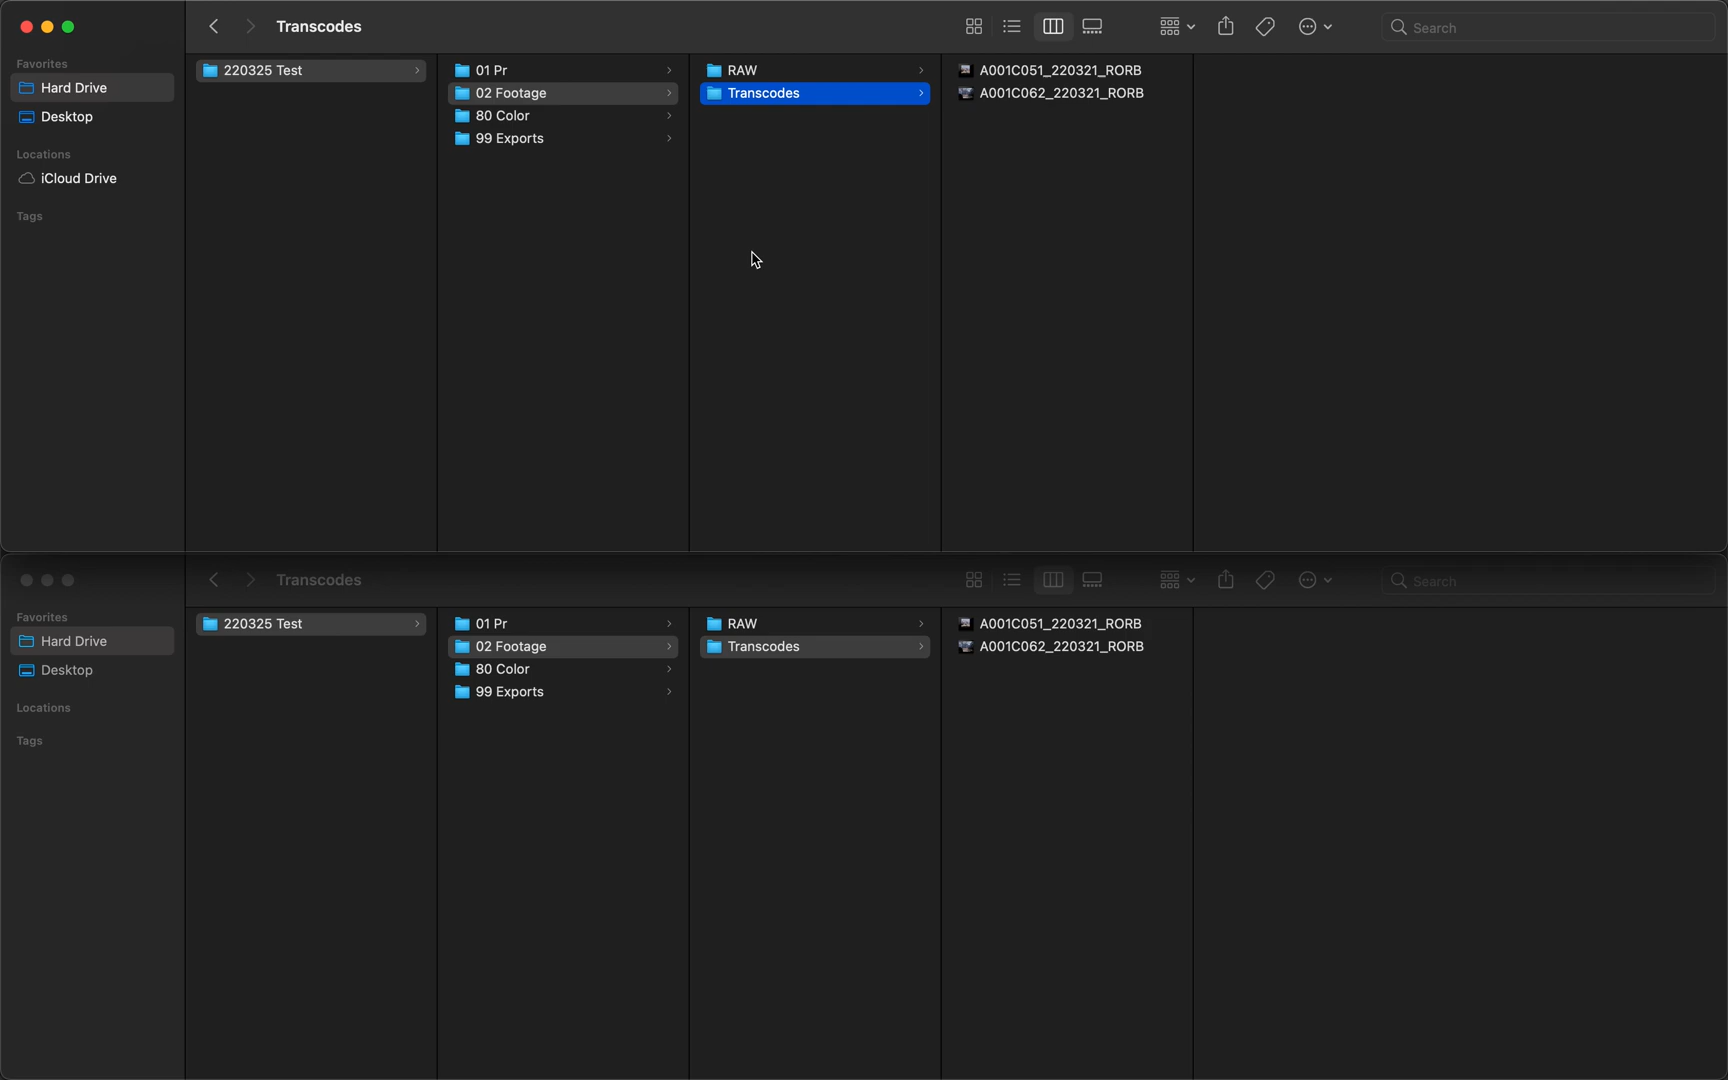 Transcodes
Search
Favorites
Hard Drive
Desktop
Locations
iCloud Drive
Tags
220325 Test
01 Pr
02 Footage
80 Color
99 Exports
RAW
Transcodes
A001C051_220321_RORB
A001C062_220321_RORB
Transcodes
Search
Favorites
Hard Drive
Desktop
Locations
Tags
220325 Test
01 Pr
02 Footage
80 Color
99 Exports
RAW
Transcodes
A001C051_220321_RORB
A001C062_220321_RORB